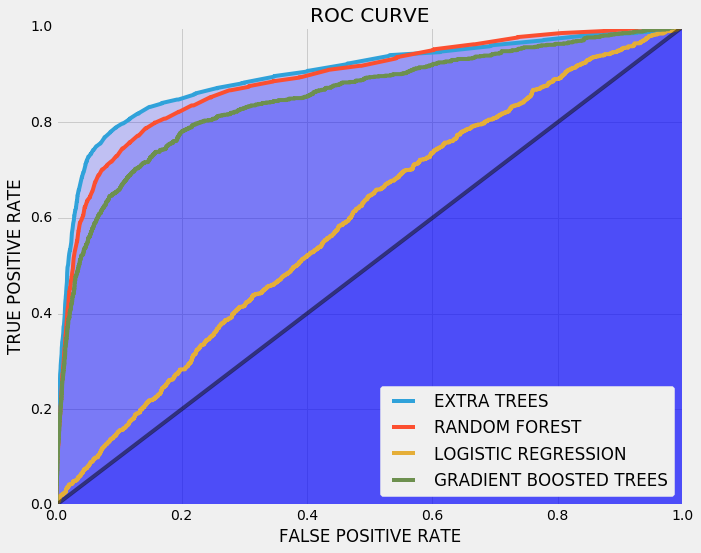 ROC CURVE
1.0
0.8
0.6
0.4
0.2
0.0
TRUE POSITIVE RATE
EXTRA TREES
RANDOM FOREST
LOGISTIC REGRESSION
GRADIENT BOOSTED TREES
0.0 0.2 0.4 0.6 0.8 1.0
FALSE POSITIVE RATE